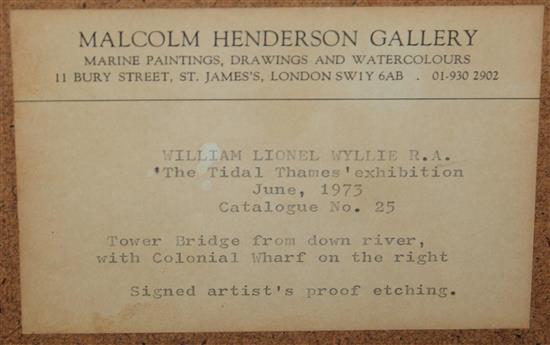 MALCOLM HENDERSON GALLERY
MARINE PAINTINGS, DRAWINGS AND WATERCOLOURS
11 BURY STREET, ST. JAMES'S, LONDON SW1Y 6AB . 01-930 2902
WILLIAM LIONEL WYLLIE R.A.
'The Tidal Thames'exhibition
June, 1973
Catalogue No. 25
Tower Bridge from down river,
with Colonial Wharf on the right
Signed artist's proof etching.